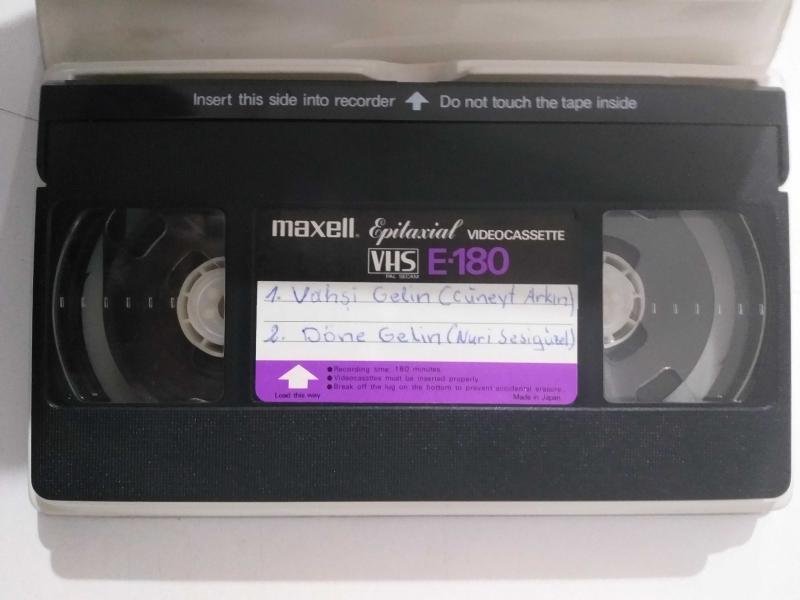 Insert this side into recorder Do not touch the tape inside
maxell. Epitaxial VIDEOCASSETTE
VHS E-180
PAL SECAM
1. Vahşi Gelin (Cüneyt Arkın)
2. Döne Gelin (Nuri Sesigüzel)
● Recording time: 180 minutes.
● Videocassettes must be inserted properly.
● Break off the lug on the bottom to prevent accidental erasure.
Load this way Made in Japan